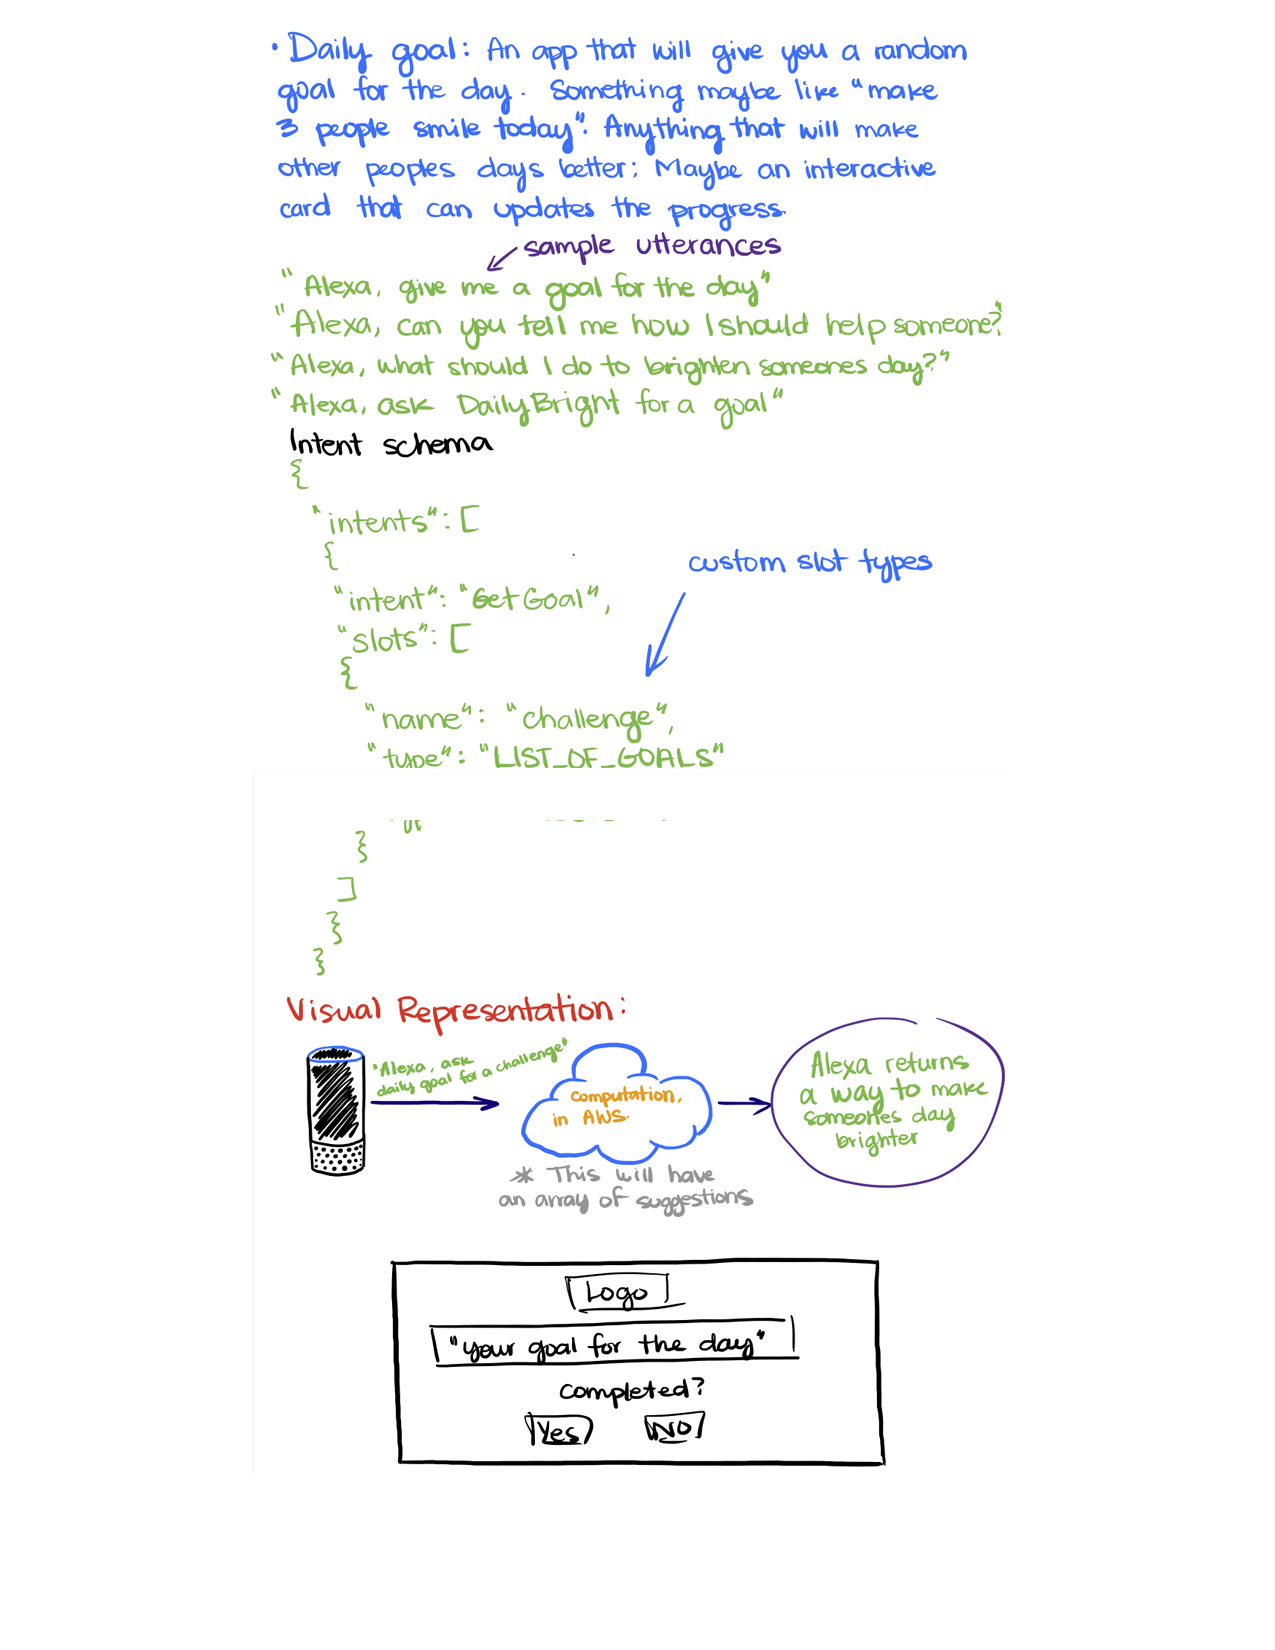 • Daily goal: An app that will give you a random
goal for the day. Something maybe like "make
3 people smile today". Anything that will make
other peoples days better; Maybe an interactive
card that can updates the progress.
sample utterances
"Alexa, give me a goal for the day"
"Alexa, can you tell me how I should help someone?"
"Alexa, what should I do to brighten someones day?"
"Alexa, ask DailyBright for a goal"
Intent schema
{
"intents": [
{
custom slot types
"intent": "GetGoal",
"slots": [
{
"name": "challenge",
"type": "LIST_OF_GOALS"
}
]
}
}
Visual Representation:
"Alexa, ask
daily goal for a challenge"
computation,
in AWS.
Alexa returns
a way to make
someones day
brighter
* This will have
an array of suggestions
Logo
"your goal for the day"
completed?
Yes No